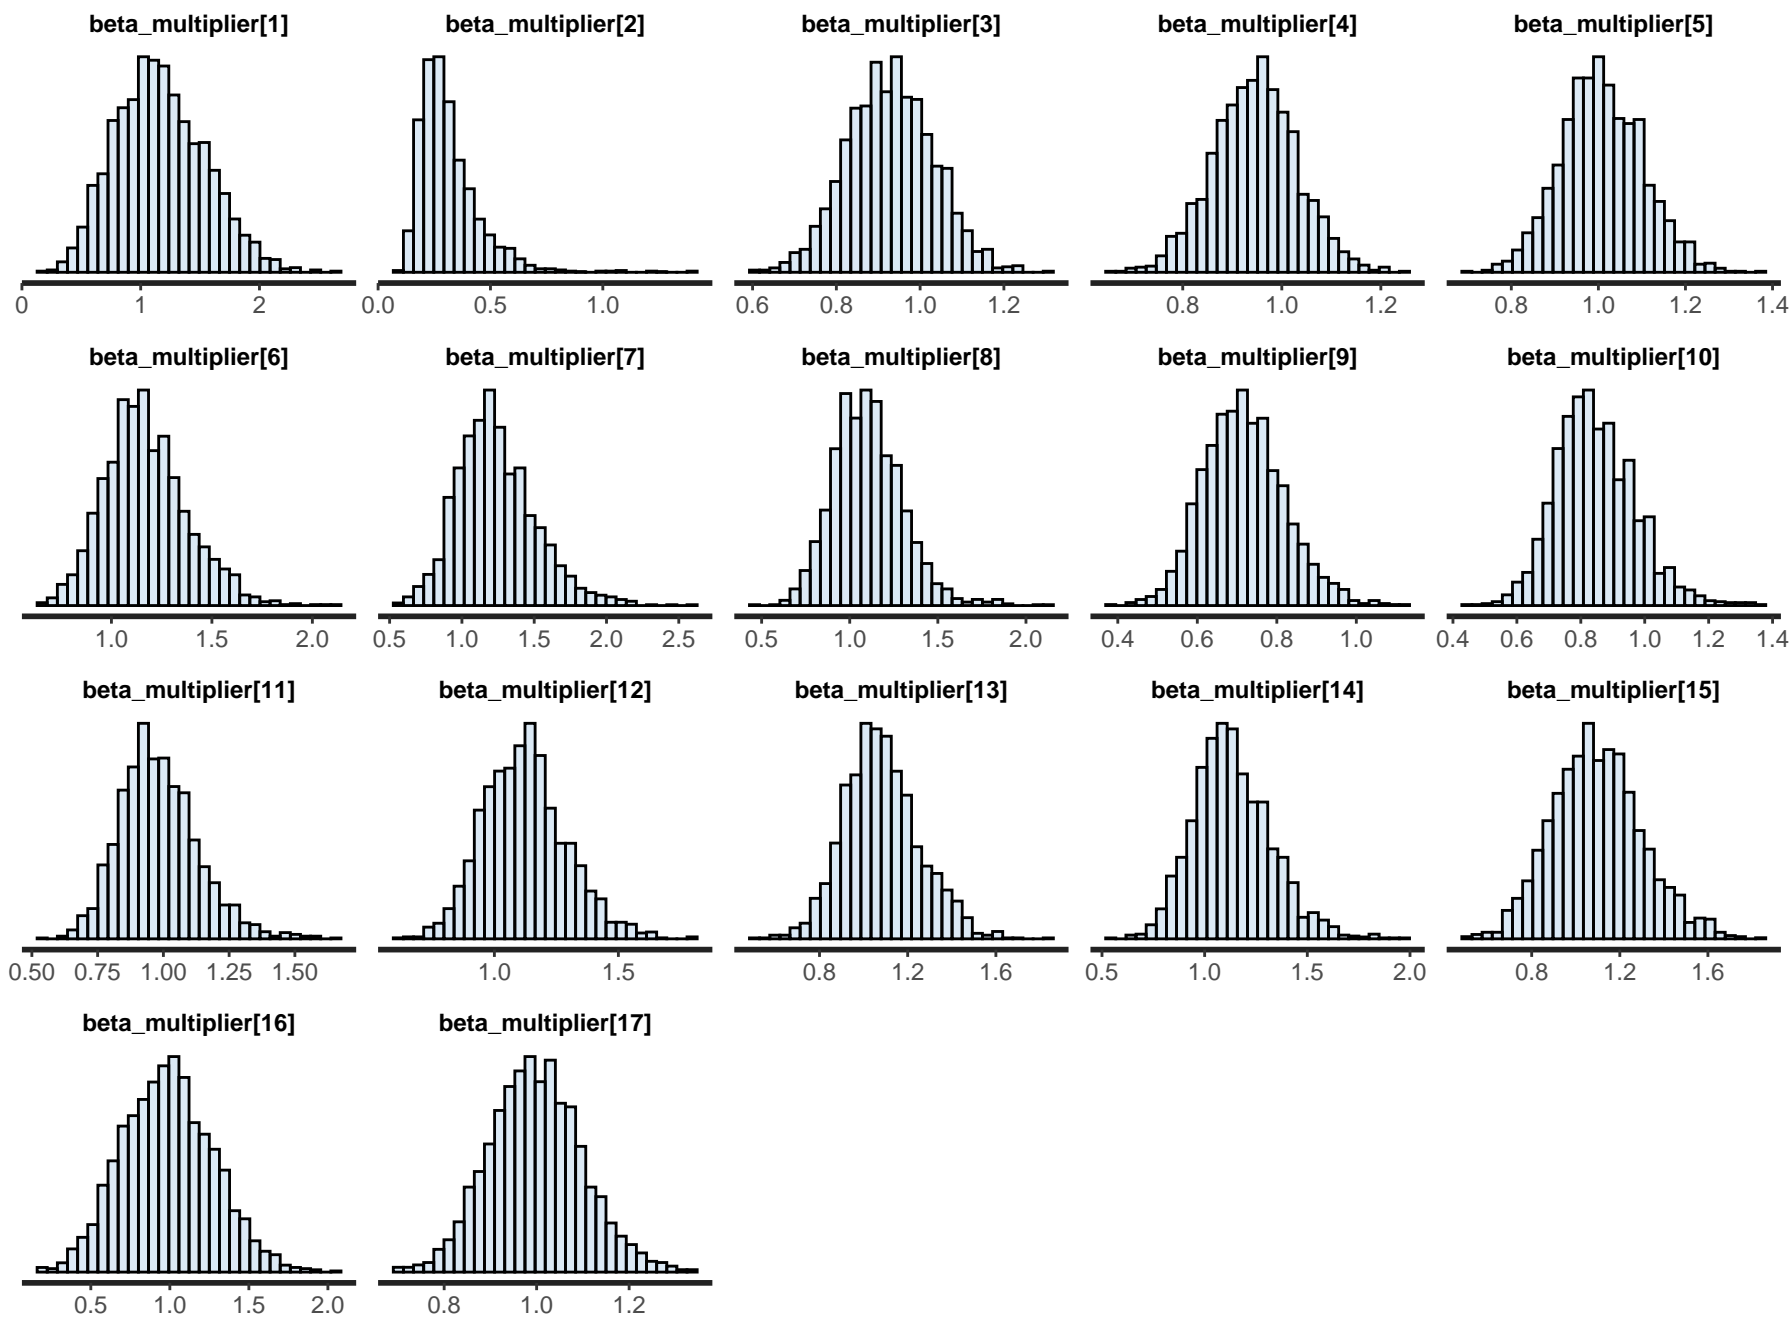 beta_multiplier[1] beta_multiplier[2] beta_multiplier[3] beta_multiplier[4] beta_multiplier[5]
0 1 2 0.0 0.5 1.0 0.6 0.8 1.0 1.2 0.8 1.0 1.2 0.8 1.0 1.2 1.4
beta_multiplier[6] beta_multiplier[7] beta_multiplier[8] beta_multiplier[9] beta_multiplier[10]
1.0 1.5 2.0 0.5 1.0 1.5 2.0 2.5 0.5 1.0 1.5 2.0 0.4 0.6 0.8 1.0 0.4 0.6 0.8 1.0 1.2 1.4
beta_multiplier[11] beta_multiplier[12] beta_multiplier[13] beta_multiplier[14] beta_multiplier[15]
0.50 0.75 1.00 1.25 1.50 1.0 1.5 0.8 1.2 1.6 0.5 1.0 1.5 2.0 0.8 1.2 1.6
beta_multiplier[16] beta_multiplier[17]
0.5 1.0 1.5 2.0 0.8 1.0 1.2